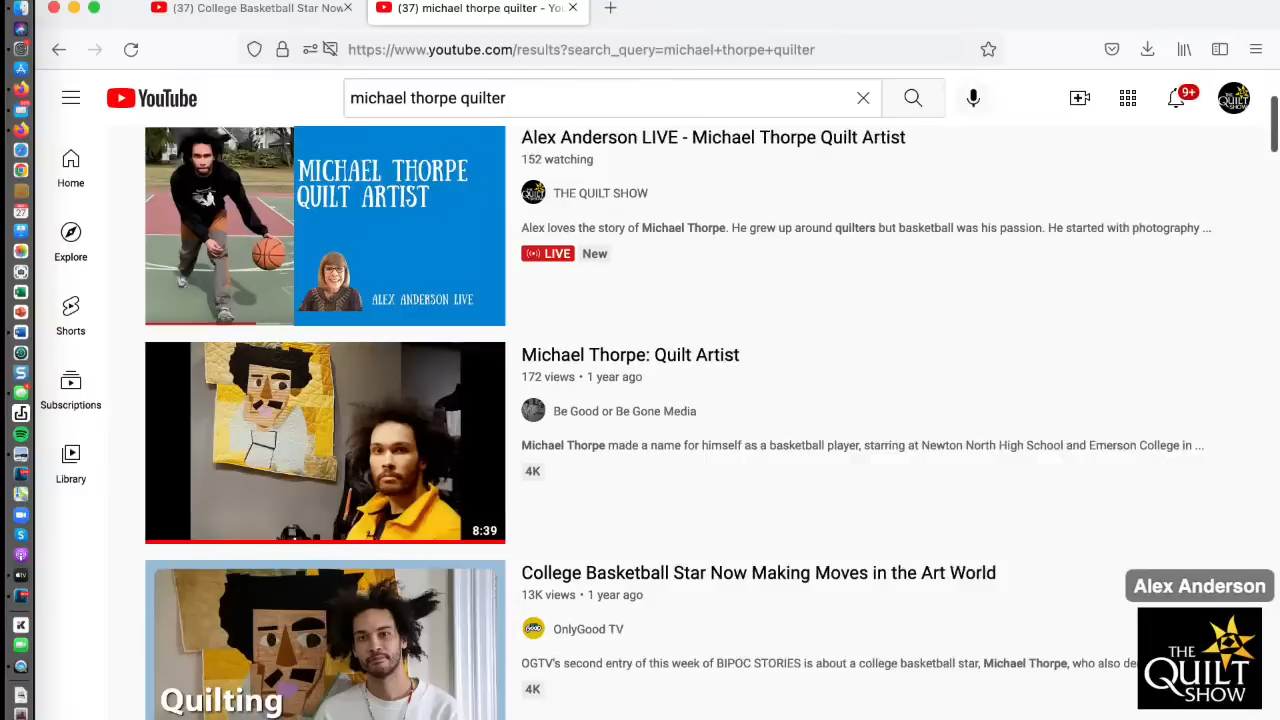 (37) College Basketball Star Now
(37) michael thorpe quilter - You
https://www.youtube.com/results?search_query=michael+thorpe+quilter
YouTube
michael thorpe quilter
9+
THE QUILT SHOW
Home
Explore
Shorts
Subscriptions
Library
27
MICHAEL THORPE
QUILT ARTIST
ALEX ANDERSON LIVE
Alex Anderson LIVE - Michael Thorpe Quilt Artist
152 watching
THE QUILT SHOW
Alex loves the story of Michael Thorpe. He grew up around quilters but basketball was his passion. He started with photography ...
LIVE New
8:39
Michael Thorpe: Quilt Artist
172 views • 1 year ago
Be Good or Be Gone Media
Michael Thorpe made a name for himself as a basketball player, starring at Newton North High School and Emerson College in ...
4K
Quilting
College Basketball Star Now Making Moves in the Art World
13K views • 1 year ago
OnlyGood TV
OGTV's second entry of this week of BIPOC STORIES is about a college basketball star, Michael Thorpe, who also de
4K
Alex Anderson
THE
QUILT
SHOW